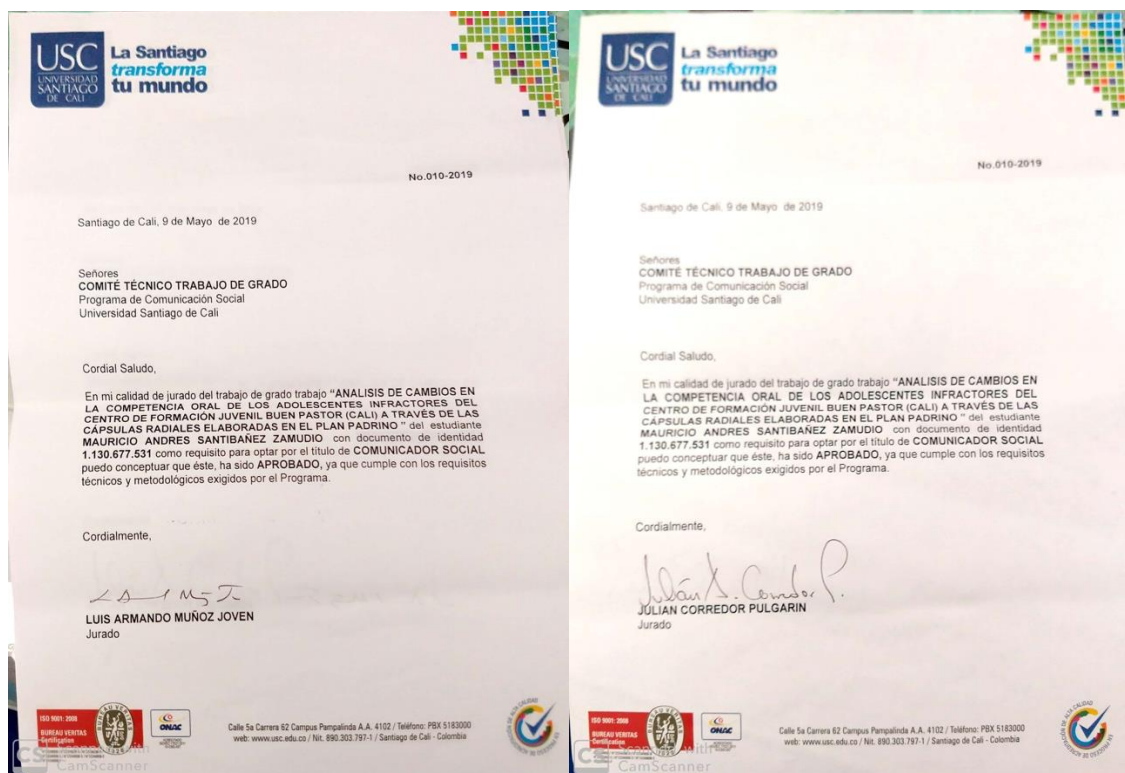 USC
UNIVERSIDAD
SANTIAGO
DE CALI
La Santiago
transforma
tu mundo
No.010-2019
Santiago de Cali, 9 de Mayo de 2019
Señores
COMITÉ TÉCNICO TRABAJO DE GRADO
Programa de Comunicación Social
Universidad Santiago de Cali
Cordial Saludo,
En mi calidad de jurado del trabajo de grado trabajo "ANALISIS DE CAMBIOS EN
LA COMPETENCIA ORAL DE LOS ADOLESCENTES INFRACTORES DEL
CENTRO DE FORMACIÓN JUVENIL BUEN PASTOR (CALI) A TRAVÉS DE LAS
CÁPSULAS RADIALES ELABORADAS EN EL PLAN PADRINO " del estudiante
MAURICIO ANDRES SANTIBAÑEZ ZAMUDIO con documento de identidad
1.130.677.531 como requisito para optar por el título de COMUNICADOR SOCIAL
puedo conceptuar que éste, ha sido APROBADO, ya que cumple con los requisitos
técnicos y metodológicos exigidos por el Programa.
Cordialmente,
LUIS ARMANDO MUÑOZ JOVEN
Jurado
ISO 9001: 2008
BUREAU VERITAS
Certification
ONAC
Calle 5a Carrera 62 Campus Pampalinda A.A. 4102 / Teléfono: PBX 5183000
web: www.usc.edu.co / Nit. 890.303.797-1 / Santiago de Cali - Colombia
CS Scanned with
CamScanner
USC
UNIVERSIDAD
SANTIAGO
DE CALI
La Santiago
transforma
tu mundo
No.010-2019
Santiago de Cali, 9 de Mayo de 2019
Señores
COMITÉ TÉCNICO TRABAJO DE GRADO
Programa de Comunicación Social
Universidad Santiago de Cali
Cordial Saludo,
En mi calidad de jurado del trabajo de grado trabajo "ANALISIS DE CAMBIOS EN
LA COMPETENCIA ORAL DE LOS ADOLESCENTES INFRACTORES DEL
CENTRO DE FORMACIÓN JUVENIL BUEN PASTOR (CALI) A TRAVÉS DE LAS
CÁPSULAS RADIALES ELABORADAS EN EL PLAN PADRINO " del estudiante
MAURICIO ANDRES SANTIBAÑEZ ZAMUDIO con documento de identidad
1.130.677.531 como requisito para optar por el título de COMUNICADOR SOCIAL
puedo conceptuar que éste, ha sido APROBADO, ya que cumple con los requisitos
técnicos y metodológicos exigidos por el Programa.
Cordialmente,
Julián Corredor P.
JULIAN CORREDOR PULGARIN
Jurado
ISO 9001: 2008
BUREAU VERITAS
Certification
ONAC
Calle 5a Carrera 62 Campus Pampalinda A.A. 4102 / Teléfono: PBX 5183000
web: www.usc.edu.co / Nit. 890.303.797-1 / Santiago de Cali - Colombia
CS Scanned with
CamScanner